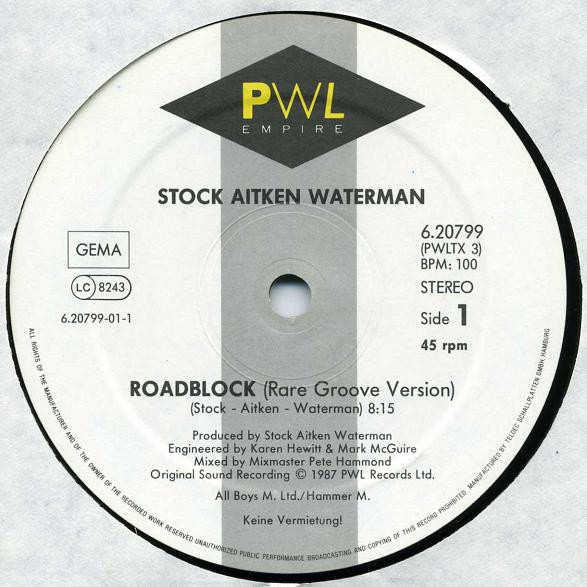 PWL
EMPIRE
STOCK AITKEN WATERMAN
GEMA
LC 8243
6.20799-01-1
6.20799
(PWLTX 3)
BPM: 100
STEREO
Side 1
45 rpm
ROADBLOCK (Rare Groove Version)
(Stock - Aitken - Waterman) 8:15
Produced by Stock Aitken Waterman
Engineered by Karen Hewitt & Mark McGuire
Mixed by Mixmaster Pete Hammond
Original Sound Recording © 1987 PWL Records Ltd.
All Boys M. Ltd./Hammer M.
Keine Vermietung!
ALL RIGHTS OF THE MANUFACTURER AND OF THE OWNER OF THE RECORDED WORK RESERVED UNAUTHORIZED PUBLIC PERFORMANCE BROADCASTING AND COPYING OF THIS RECORD PROHIBITED. MANUFACTURED BY TELDEC SCHALLPLATTEN GMBH, HAMBURG